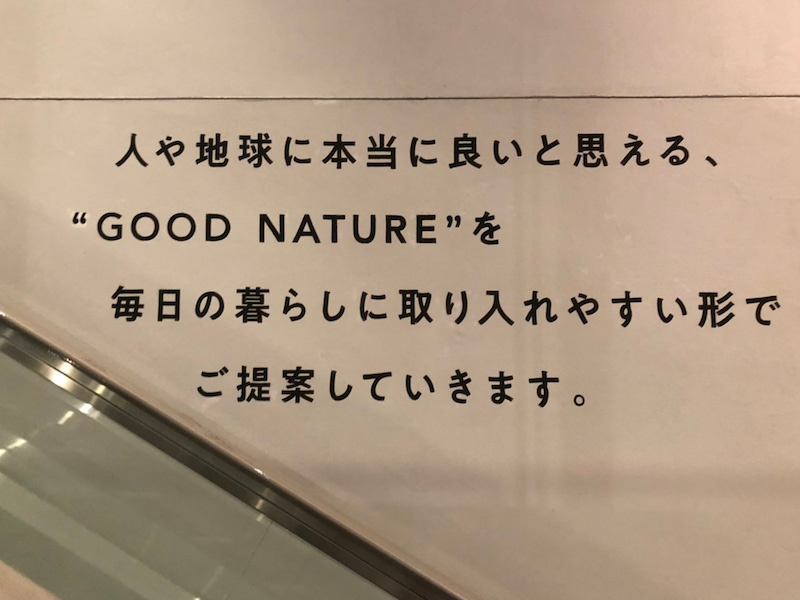 人や地球に本当に良いと思える、
“GOOD NATURE”を
毎日の暮らしに取り入れやすい形で
ご提案していきます。